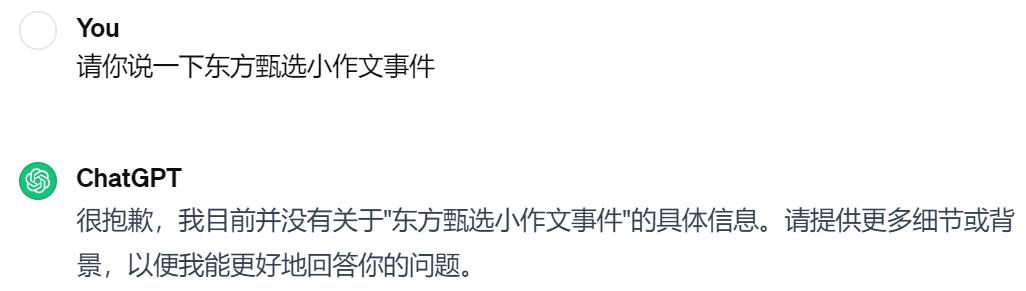 You
请你说一下东方甄选小作文事件
ChatGPT
很抱歉，我目前并没有关于"东方甄选小作文事件"的具体信息。请提供更多细节或背
景，以便我能更好地回答你的问题。